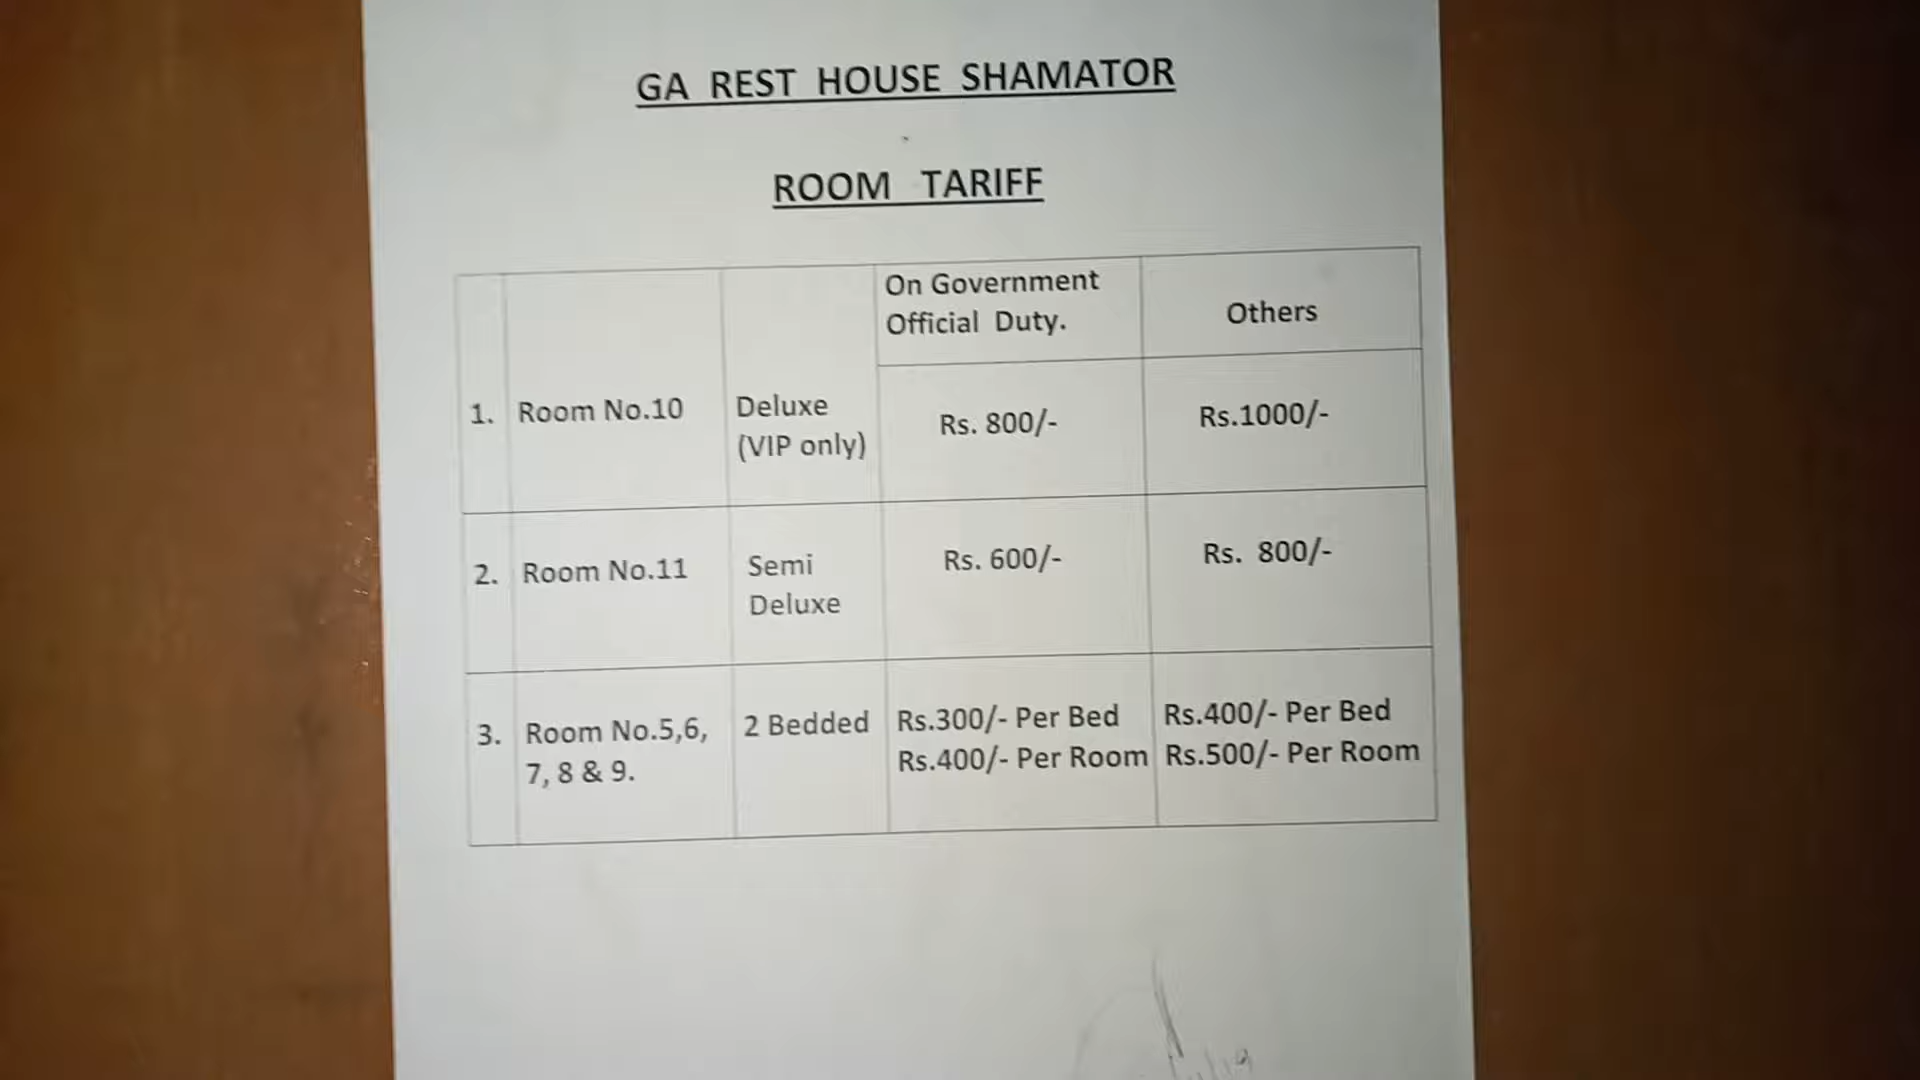 GA REST HOUSE SHAMATOR
ROOM TARIFF
On Government
Official Duty.
Others
1. Room No.10 Deluxe
(VIP only)
Rs. 800/- Rs.1000/-
2. Room No.11 Semi
Deluxe
Rs. 600/- Rs. 800/-
3. Room No.5,6, 2 Bedded Rs.300/- Per Bed Rs.400/- Per Bed
7, 8 & 9. Rs.400/- Per Room Rs.500/- Per Room